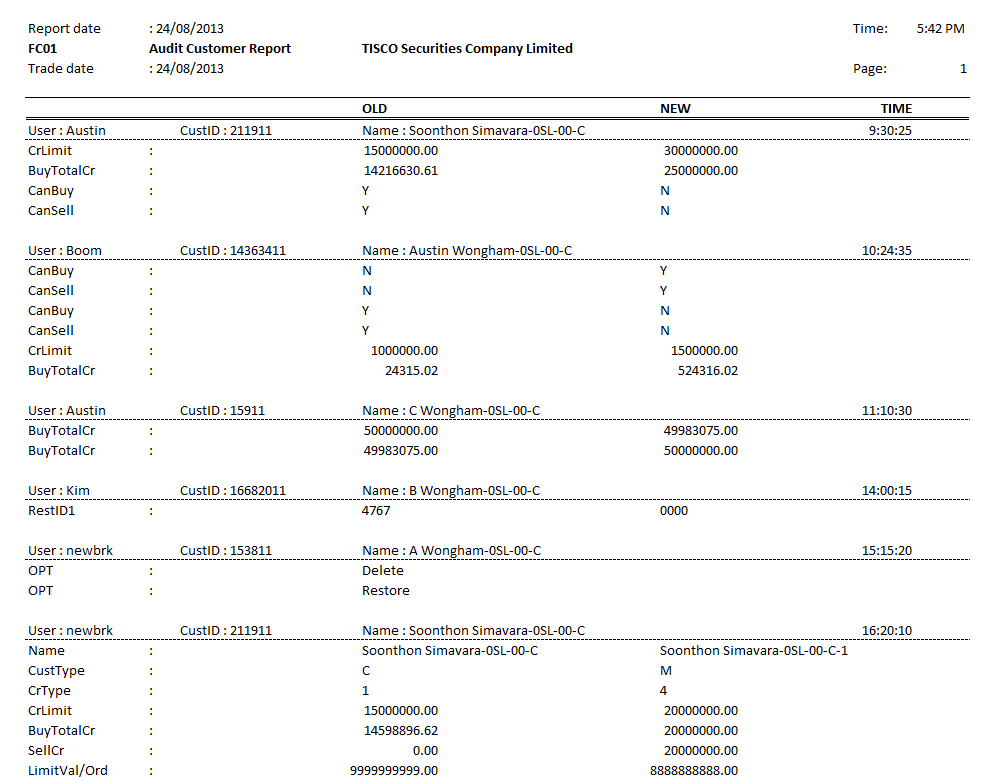 Report date : 24/08/2013 Time: 5:42 PM
FC01 Audit Customer Report TISCO Securities Company Limited
Trade date : 24/08/2013 Page: 1
OLD NEW TIME
User : Austin CustID : 211911 Name : Soonthon Simavara-0SL-00-C 9:30:25
CrLimit : 15000000.00 30000000.00
BuyTotalCr : 14216630.61 25000000.00
CanBuy : Y N
CanSell : Y N
User : Boom CustID : 14363411 Name : Austin Wongham-0SL-00-C 10:24:35
CanBuy : N Y
CanSell : N Y
CanBuy : Y N
CanSell : Y N
CrLimit : 1000000.00 1500000.00
BuyTotalCr : 24315.02 524316.02
User : Austin CustID : 15911 Name : C Wongham-0SL-00-C 11:10:30
BuyTotalCr : 50000000.00 49983075.00
BuyTotalCr : 49983075.00 50000000.00
User : Kim CustID : 16682011 Name : B Wongham-0SL-00-C 14:00:15
RestID1 : 4767 0000
User : newbrk CustID : 153811 Name : A Wongham-0SL-00-C 15:15:20
OPT : Delete
OPT : Restore
User : newbrk CustID : 211911 Name : Soonthon Simavara-0SL-00-C 16:20:10
Name : Soonthon Simavara-0SL-00-C Soonthon Simavara-0SL-00-C-1
CustType : C M
CrType : 1 4
CrLimit : 15000000.00 20000000.00
BuyTotalCr : 14598896.62 20000000.00
SellCr : 0.00 20000000.00
LimitVal/Ord : 9999999999.00 8888888888.00